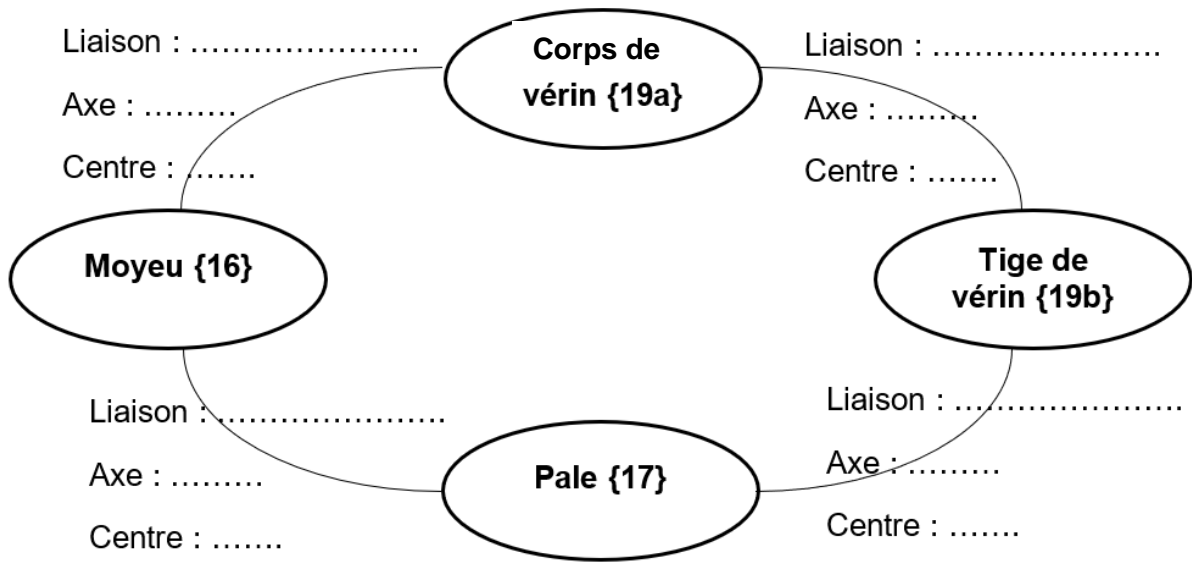 Liaison : ………………….
Axe : ………
Centre : …….
Corps de
vérin {19a}
Liaison : ………………….
Axe : ………
Centre : …….
Moyeu {16}
Tige de
vérin {19b}
Liaison : ………………….
Axe : ………
Centre : …….
Pale {17}
Liaison : ………………….
Axe : ………
Centre : …….